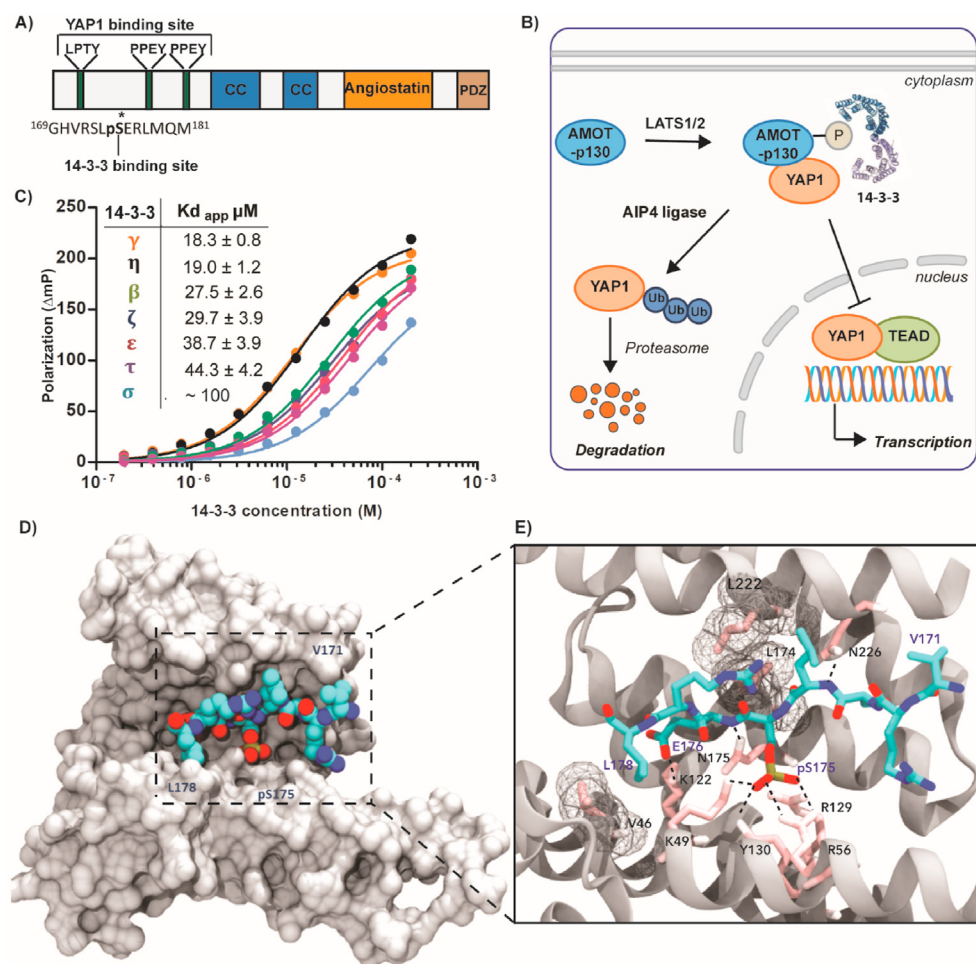 A)
YAP1 binding site
LPTY PPEY PPEY
CC CC Angiostatin PDZ
*
169GHVRSLpSERLMQM181
14-3-3 binding site
B)
cytoplasm
AMOT
-p130
LATS1/2
AMOT
-p130
P
YAP1
14-3-3
AIP4 ligase
YAP1
Ub Ub Ub
Proteasome
Degradation
nucleus
YAP1 TEAD
Transcription
C)
14-3-3 Kd app µM
γ 18.3 ± 0.8
η 19.0 ± 1.2
β 27.5 ± 2.6
ζ 29.7 ± 3.9
ε 38.7 ± 3.9
τ 44.3 ± 4.2
σ ~ 100
Polarization (ΔmP)
250
200
150
100
50
0
10-7 10-6 10-5 10-4 10-3
14-3-3 concentration (M)
D)
V171
L178
pS175
E)
L222
L174
N226
V171
E176
L178
N175
pS175
K122
R129
V46
K49
Y130
R56